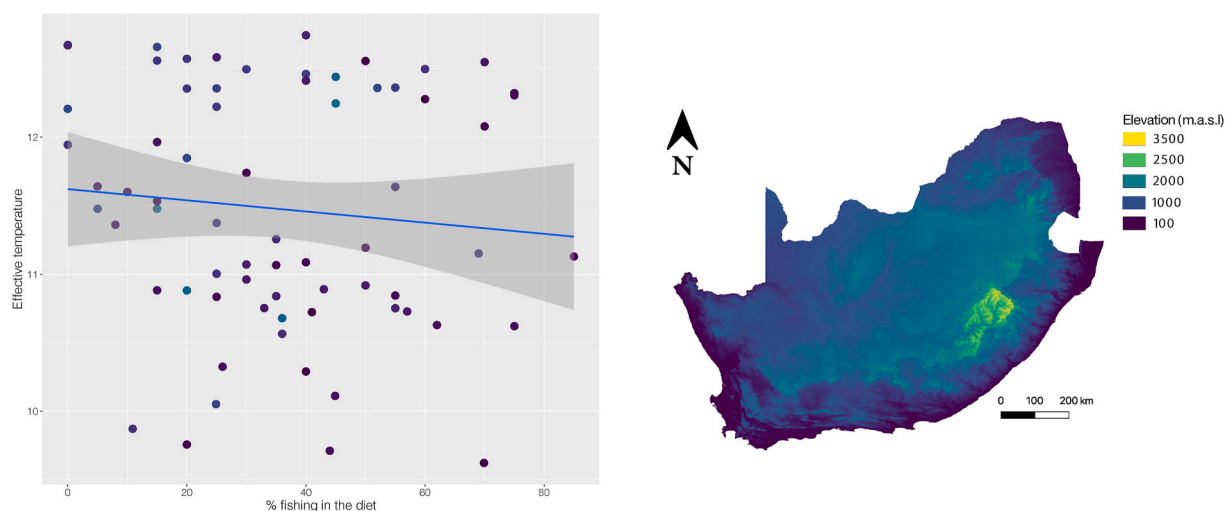 12
11
10
Effective temperature
0
20
40
60
80
% fishing in the diet
N
Elevation (m.a.s.l)
3500
2500
2000
1000
100
0 100 200 km